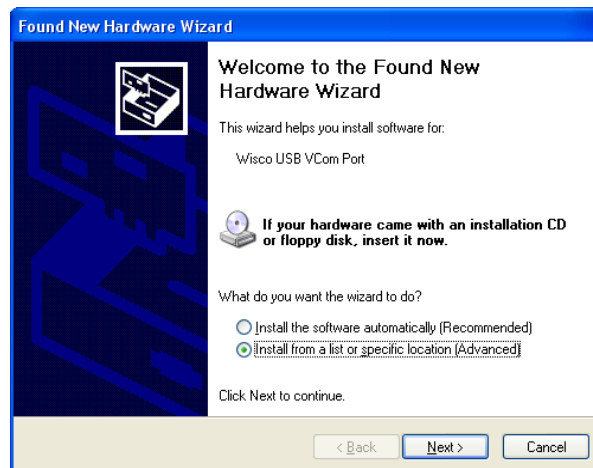 Found New Hardware Wizard
Welcome to the Found New
Hardware Wizard
This wizard helps you install software for:
Wisco USB VCom Port
If your hardware came with an installation CD
or floppy disk, insert it now.
What do you want the wizard to do?
Install the software automatically (Recommended)
Install from a list or specific location (Advanced)
Click Next to continue.
< Back Next > Cancel